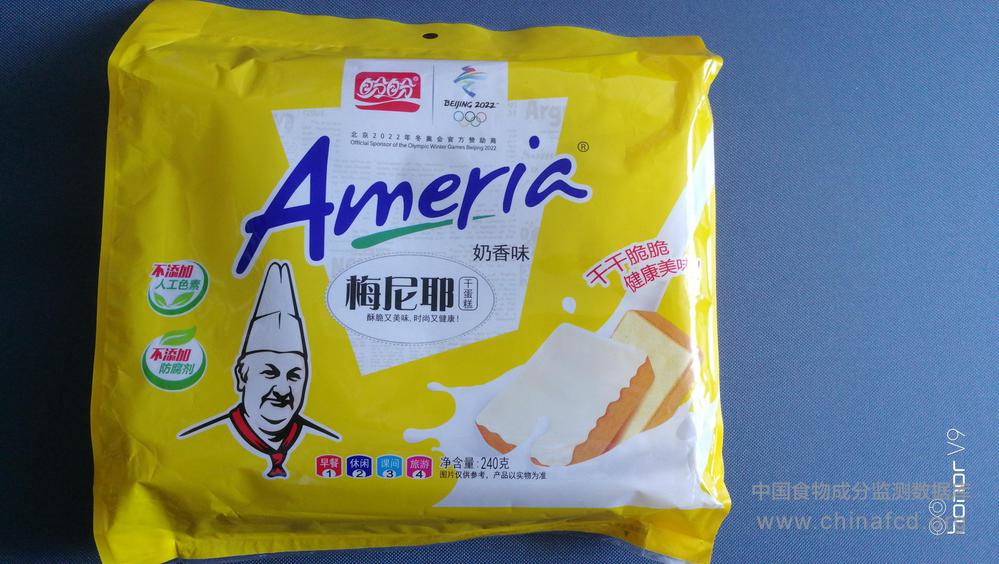 盼盼®
BEIJING 2022
北京2022年冬奥会官方赞助商
Official Sponsor of the Olympic Winter Games Beijing 2022
Ameria®
奶香味
梅尼耶
干蛋糕
酥脆又美味,时尚又健康!
干干脆脆
健康美味
不添加
人工色素
不添加
防腐剂
早餐 1
休闲 2
课间 3
旅游 4
净含量:240克
图片仅供参考,产品以实物为准
中国食物成分监测数据库
www.chinafcd.org
honor V9